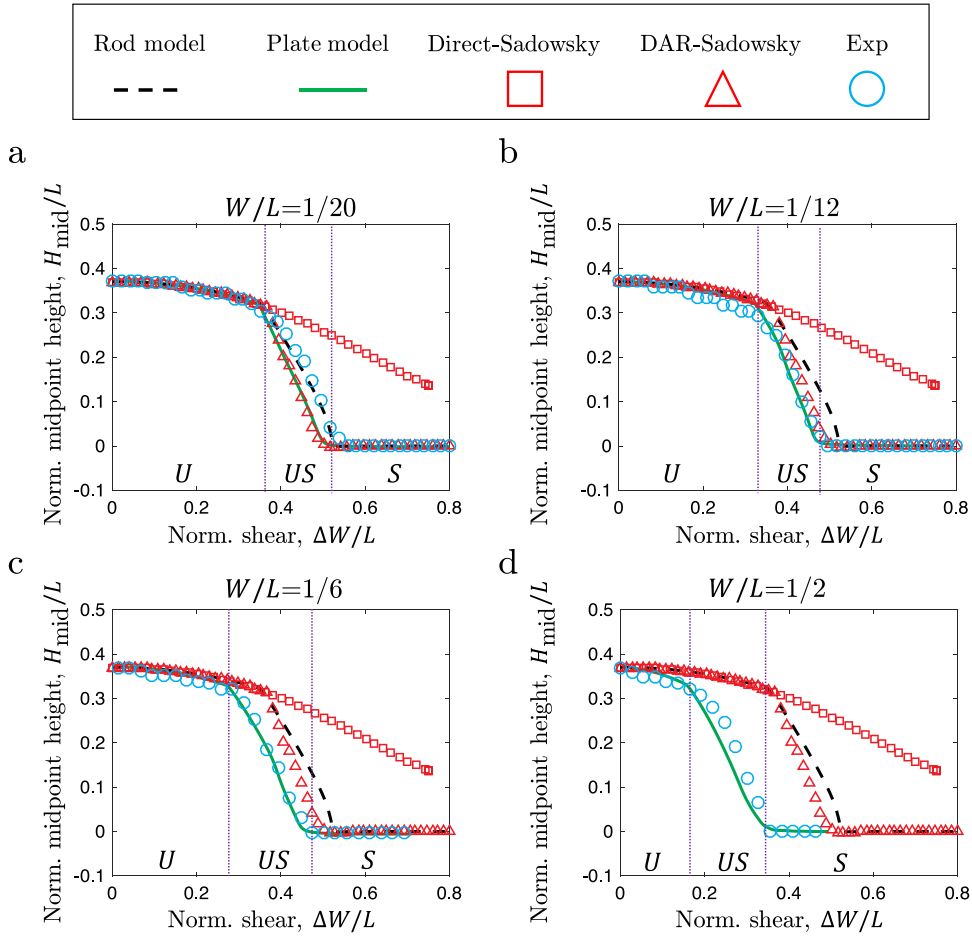 Rod model Plate model Direct-Sadowsky DAR-Sadowsky Exp
a
W/L=1/20
Norm. midpoint height, H_mid/L
0.5
0.4
0.3
0.2
0.1
0
-0.1
U US S
0 0.2 0.4 0.6 0.8
Norm. shear, ΔW/L
b
W/L=1/12
Norm. midpoint height, H_mid/L
0.5
0.4
0.3
0.2
0.1
0
-0.1
U US S
0 0.2 0.4 0.6 0.8
Norm. shear, ΔW/L
c
W/L=1/6
Norm. midpoint height, H_mid/L
0.5
0.4
0.3
0.2
0.1
0
-0.1
U US S
0 0.2 0.4 0.6 0.8
Norm. shear, ΔW/L
d
W/L=1/2
Norm. midpoint height, H_mid/L
0.5
0.4
0.3
0.2
0.1
0
-0.1
U US S
0 0.2 0.4 0.6 0.8
Norm. shear, ΔW/L